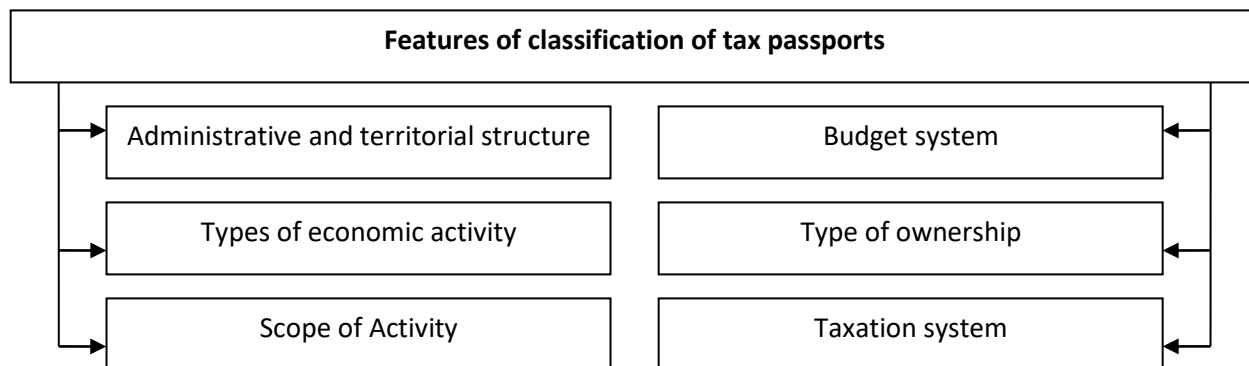 Features of classification of tax passports
Administrative and territorial structure
Budget system
Types of economic activity
Type of ownership
Scope of Activity
Taxation system